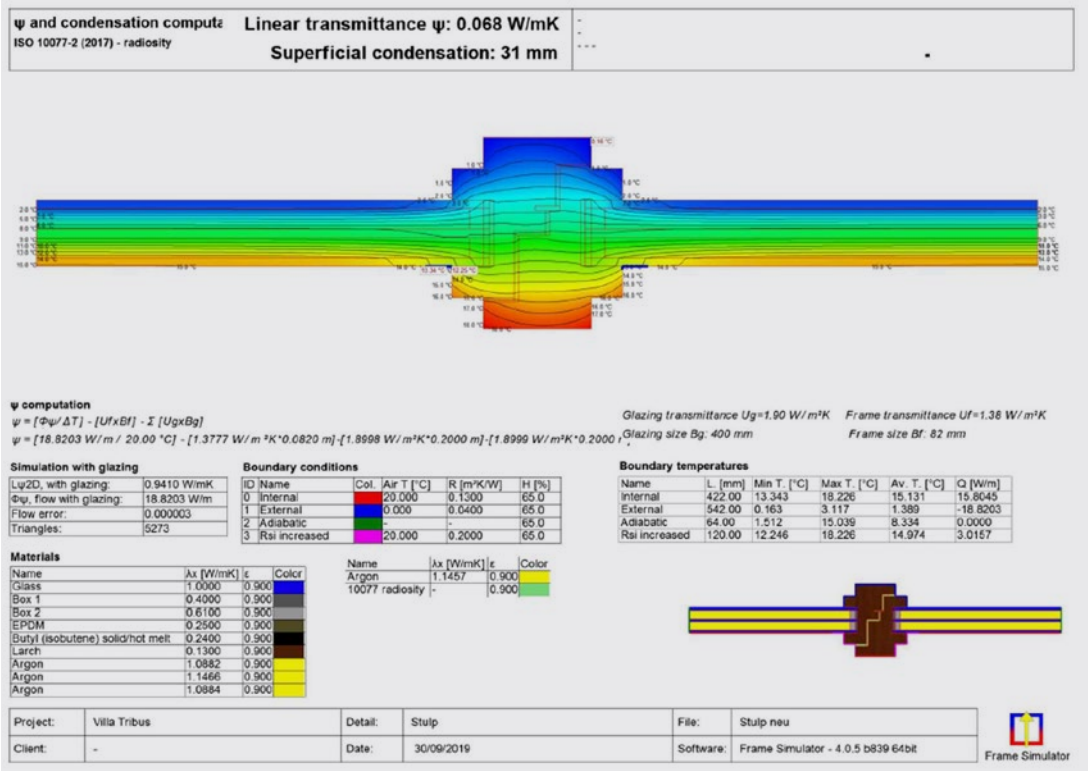 ψ and condensation computa
ISO 10077-2 (2017) - radiosity
Linear transmittance ψ: 0.068 W/mK
Superficial condensation: 31 mm
ψ computation
ψ = [Φψ/ΔT] - [UfxBf] - Σ [UgxBg]
ψ = [18.8203 W/m / 20.00 °C] - [1.3777 W/m²K*0.0820 m]-[1.8998 W/m²K*0.2000 m]-[1.8999 W/m²K*0.2000
Glazing transmittance Ug=1.90 W/m²K Frame transmittance Uf=1.38 W/m²K
Glazing size Bg: 400 mm Frame size Bf: 82 mm
Simulation with glazing
Lψ2D, with glazing: 0.9410 W/mK
Φψ, flow with glazing: 18.8203 W/m
Flow error: 0.000003
Triangles: 5273
Boundary conditions
ID Name Col. Air T [°C] R [m²K/W] H [%]
0 Internal 20.000 0.1300 65.0
1 External 0.000 0.0400 65.0
2 Adiabatic - - 65.0
3 Rsi increased 20.000 0.2000 65.0
Boundary temperatures
Name L. [mm] Min T. [°C] Max T. [°C] Av. T. [°C] Q [W/m]
Internal 422.00 13.343 18.226 15.131 15.8045
External 542.00 0.163 3.117 1.389 -18.8203
Adiabatic 64.00 1.512 15.039 8.334 0.0000
Rsi increased 120.00 12.246 18.226 14.974 3.0157
Materials
Name λx [W/mK] ε Color
Glass 1.0000 0.900
Box 1 0.4000 0.900
Box 2 0.6100 0.900
EPDM 0.2500 0.900
Butyl (isobutene) solid/hot melt 0.2400 0.900
Larch 0.1300 0.900
Argon 1.0882 0.900
Argon 1.1466 0.900
Argon 1.0884 0.900
Name λx [W/mK] ε Color
Argon 1.1457 0.900
10077 radiosity - 0.900
Project: Villa Tribus Detail: Stulp File: Stulp neu
Client: - Date: 30/09/2019 Software: Frame Simulator - 4.0.5 b839 64bit
Frame Simulator